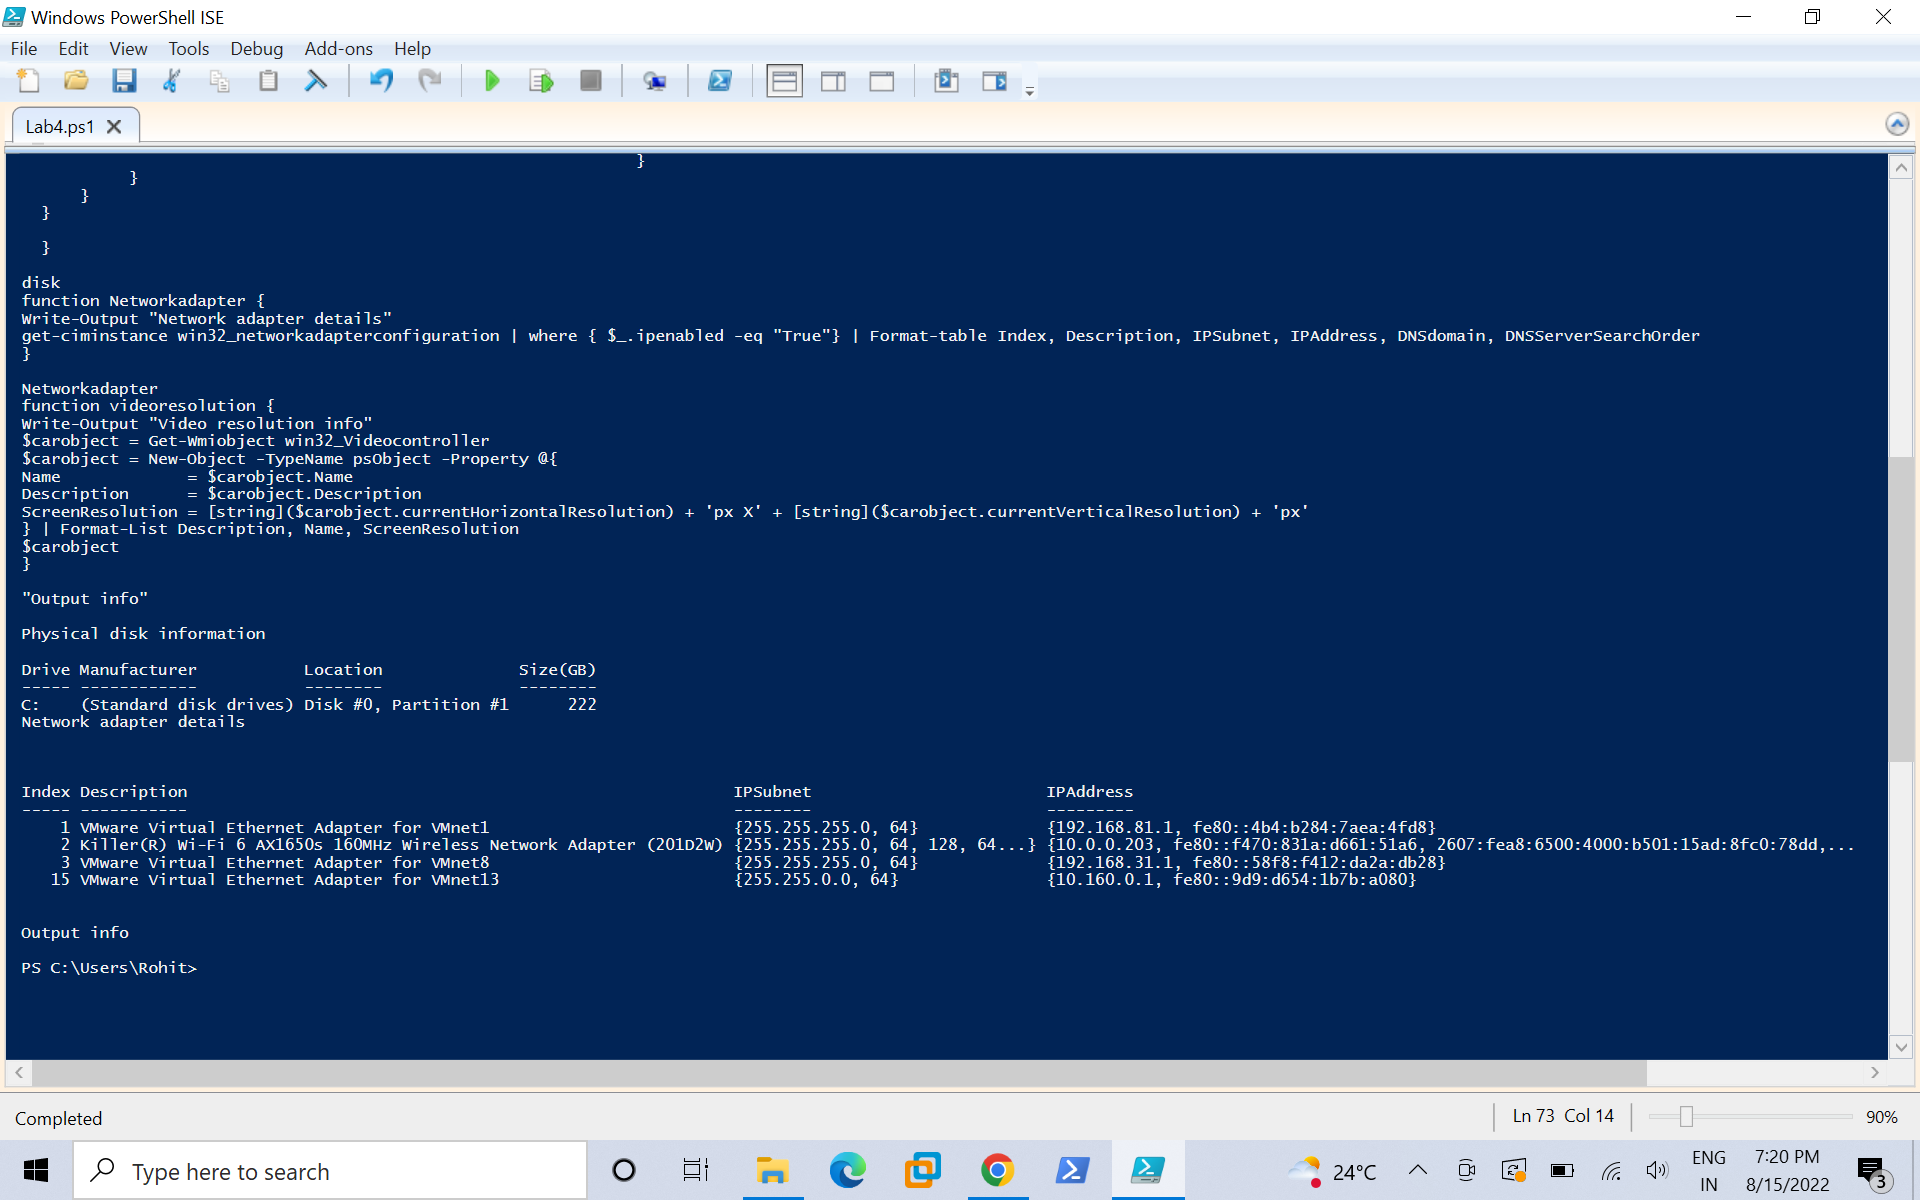 Windows PowerShell ISE
File Edit View Tools Debug Add-ons Help
Lab4.ps1
}
}
}
}
}
disk
function Networkadapter {
Write-Output "Network adapter details"
get-ciminstance win32_networkadapterconfiguration | where { $_.ipenabled -eq "True"} | Format-table Index, Description, IPSubnet, IPAddress, DNSdomain, DNSServerSearchOrder
}
Networkadapter
function videoresolution {
Write-Output "Video resolution info"
$carobject = Get-Wmiobject win32_Videocontroller
$carobject = New-Object -TypeName psObject -Property @{
Name             = $carobject.Name
Description      = $carobject.Description
ScreenResolution = [string]($carobject.currentHorizontalResolution) + 'px X' + [string]($carobject.currentVerticalResolution) + 'px'
} | Format-List Description, Name, ScreenResolution
$carobject
}
"Output info"
Physical disk information
Drive Manufacturer           Location              Size(GB)
----- ------------           --------              --------
C:    (Standard disk drives) Disk #0, Partition #1      222
Network adapter details
Index Description                                                        IPSubnet                        IPAddress
----- -----------                                                        --------                        ---------
    1 VMware Virtual Ethernet Adapter for VMnet1                         {255.255.255.0, 64}             {192.168.81.1, fe80::4b4:b284:7aea:4fd8}
    2 Killer(R) Wi-Fi 6 AX1650s 160MHz Wireless Network Adapter (201D2W) {255.255.255.0, 64, 128, 64...} {10.0.0.203, fe80::f470:831a:d661:51a6, 2607:fea8:6500:4000:b501:15ad:8fc0:78dd,...
    3 VMware Virtual Ethernet Adapter for VMnet8                         {255.255.255.0, 64}             {192.168.31.1, fe80::58f8:f412:da2a:db28}
   15 VMware Virtual Ethernet Adapter for VMnet13                        {255.255.0.0, 64}               {10.160.0.1, fe80::9d9:d654:1b7b:a080}
Output info
PS C:\Users\Rohit>
Completed
Ln 73 Col 14
90%
Type here to search
24°C
ENG
IN
7:20 PM
8/15/2022
3